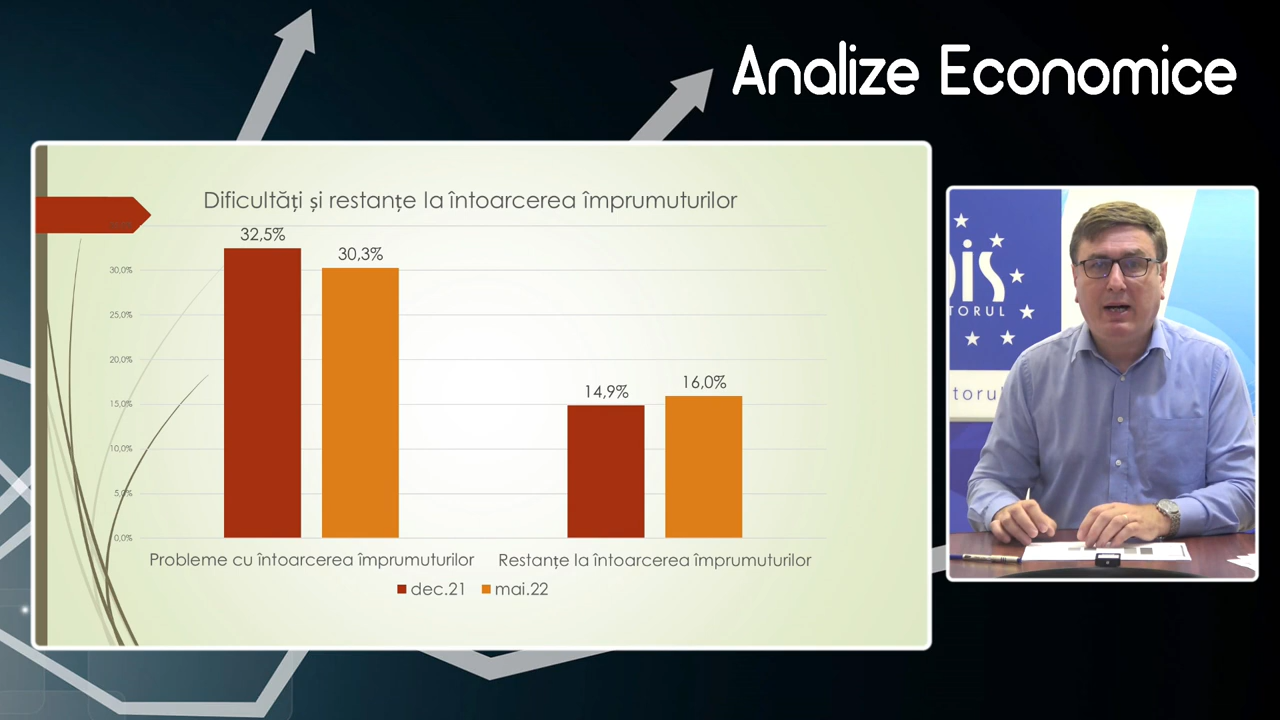 Analize Economice
Dificultăți și restanțe la întoarcerea împrumuturilor
32,5%
30,3%
14,9%
16,0%
30,0%
25,0%
20,0%
15,0%
10,0%
5,0%
0,0%
Probleme cu întoarcerea împrumuturilor
Restanțe la întoarcerea împrumuturilor
dec.21
mai.22
TORUL